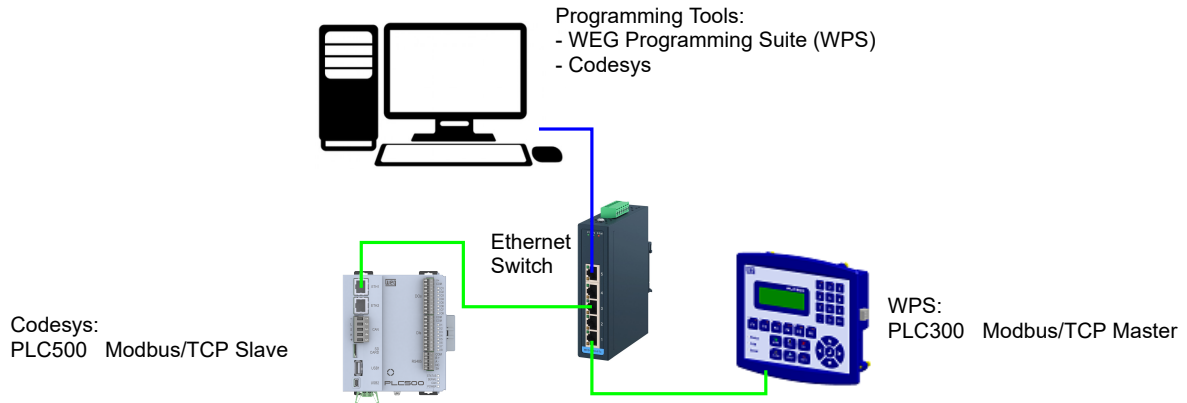 Programming Tools:
- WEG Programming Suite (WPS)
- Codesys
Ethernet
Switch
WPS:
PLC300 Modbus/TCP Master
Codesys:
PLC500 Modbus/TCP Slave
PLC500